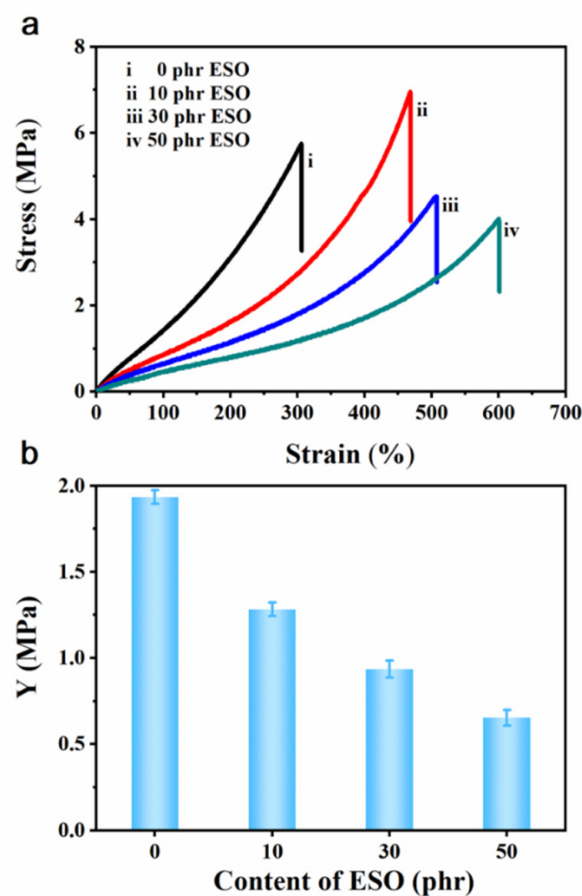 a
8
6
4
2
0
Stress (MPa)
i 0 phr ESO
ii 10 phr ESO
iii 30 phr ESO
iv 50 phr ESO
i
ii
iii
iv
0 100 200 300 400 500 600 700
Strain (%)
b
2.0
1.5
1.0
0.5
0.0
Y (MPa)
0 10 30 50
Content of ESO (phr)